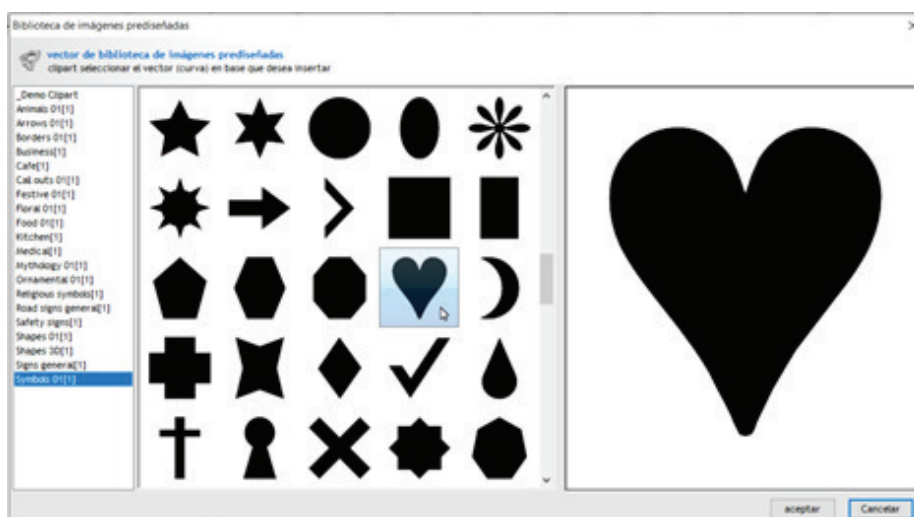 Biblioteca de imágenes prediseñadas
vector de biblioteca de imágenes prediseñadas
clipart seleccionar el vector (curva) en base que desea insertar
_Demo Clipart
Animals 01[1]
Arrows 01[1]
Borders 01[1]
Business[1]
Cafe[1]
Call outs 01[1]
Festive 01[1]
Floral 01[1]
Food 01[1]
Kitchen[1]
Medical[1]
Mythology 01[1]
Ornamental 01[1]
Religious symbols[1]
Road signs general[1]
Safety signs[1]
Shapes 01[1]
Shapes 3D[1]
Signs general[1]
Symbols 01[1]
aceptar
Cancelar